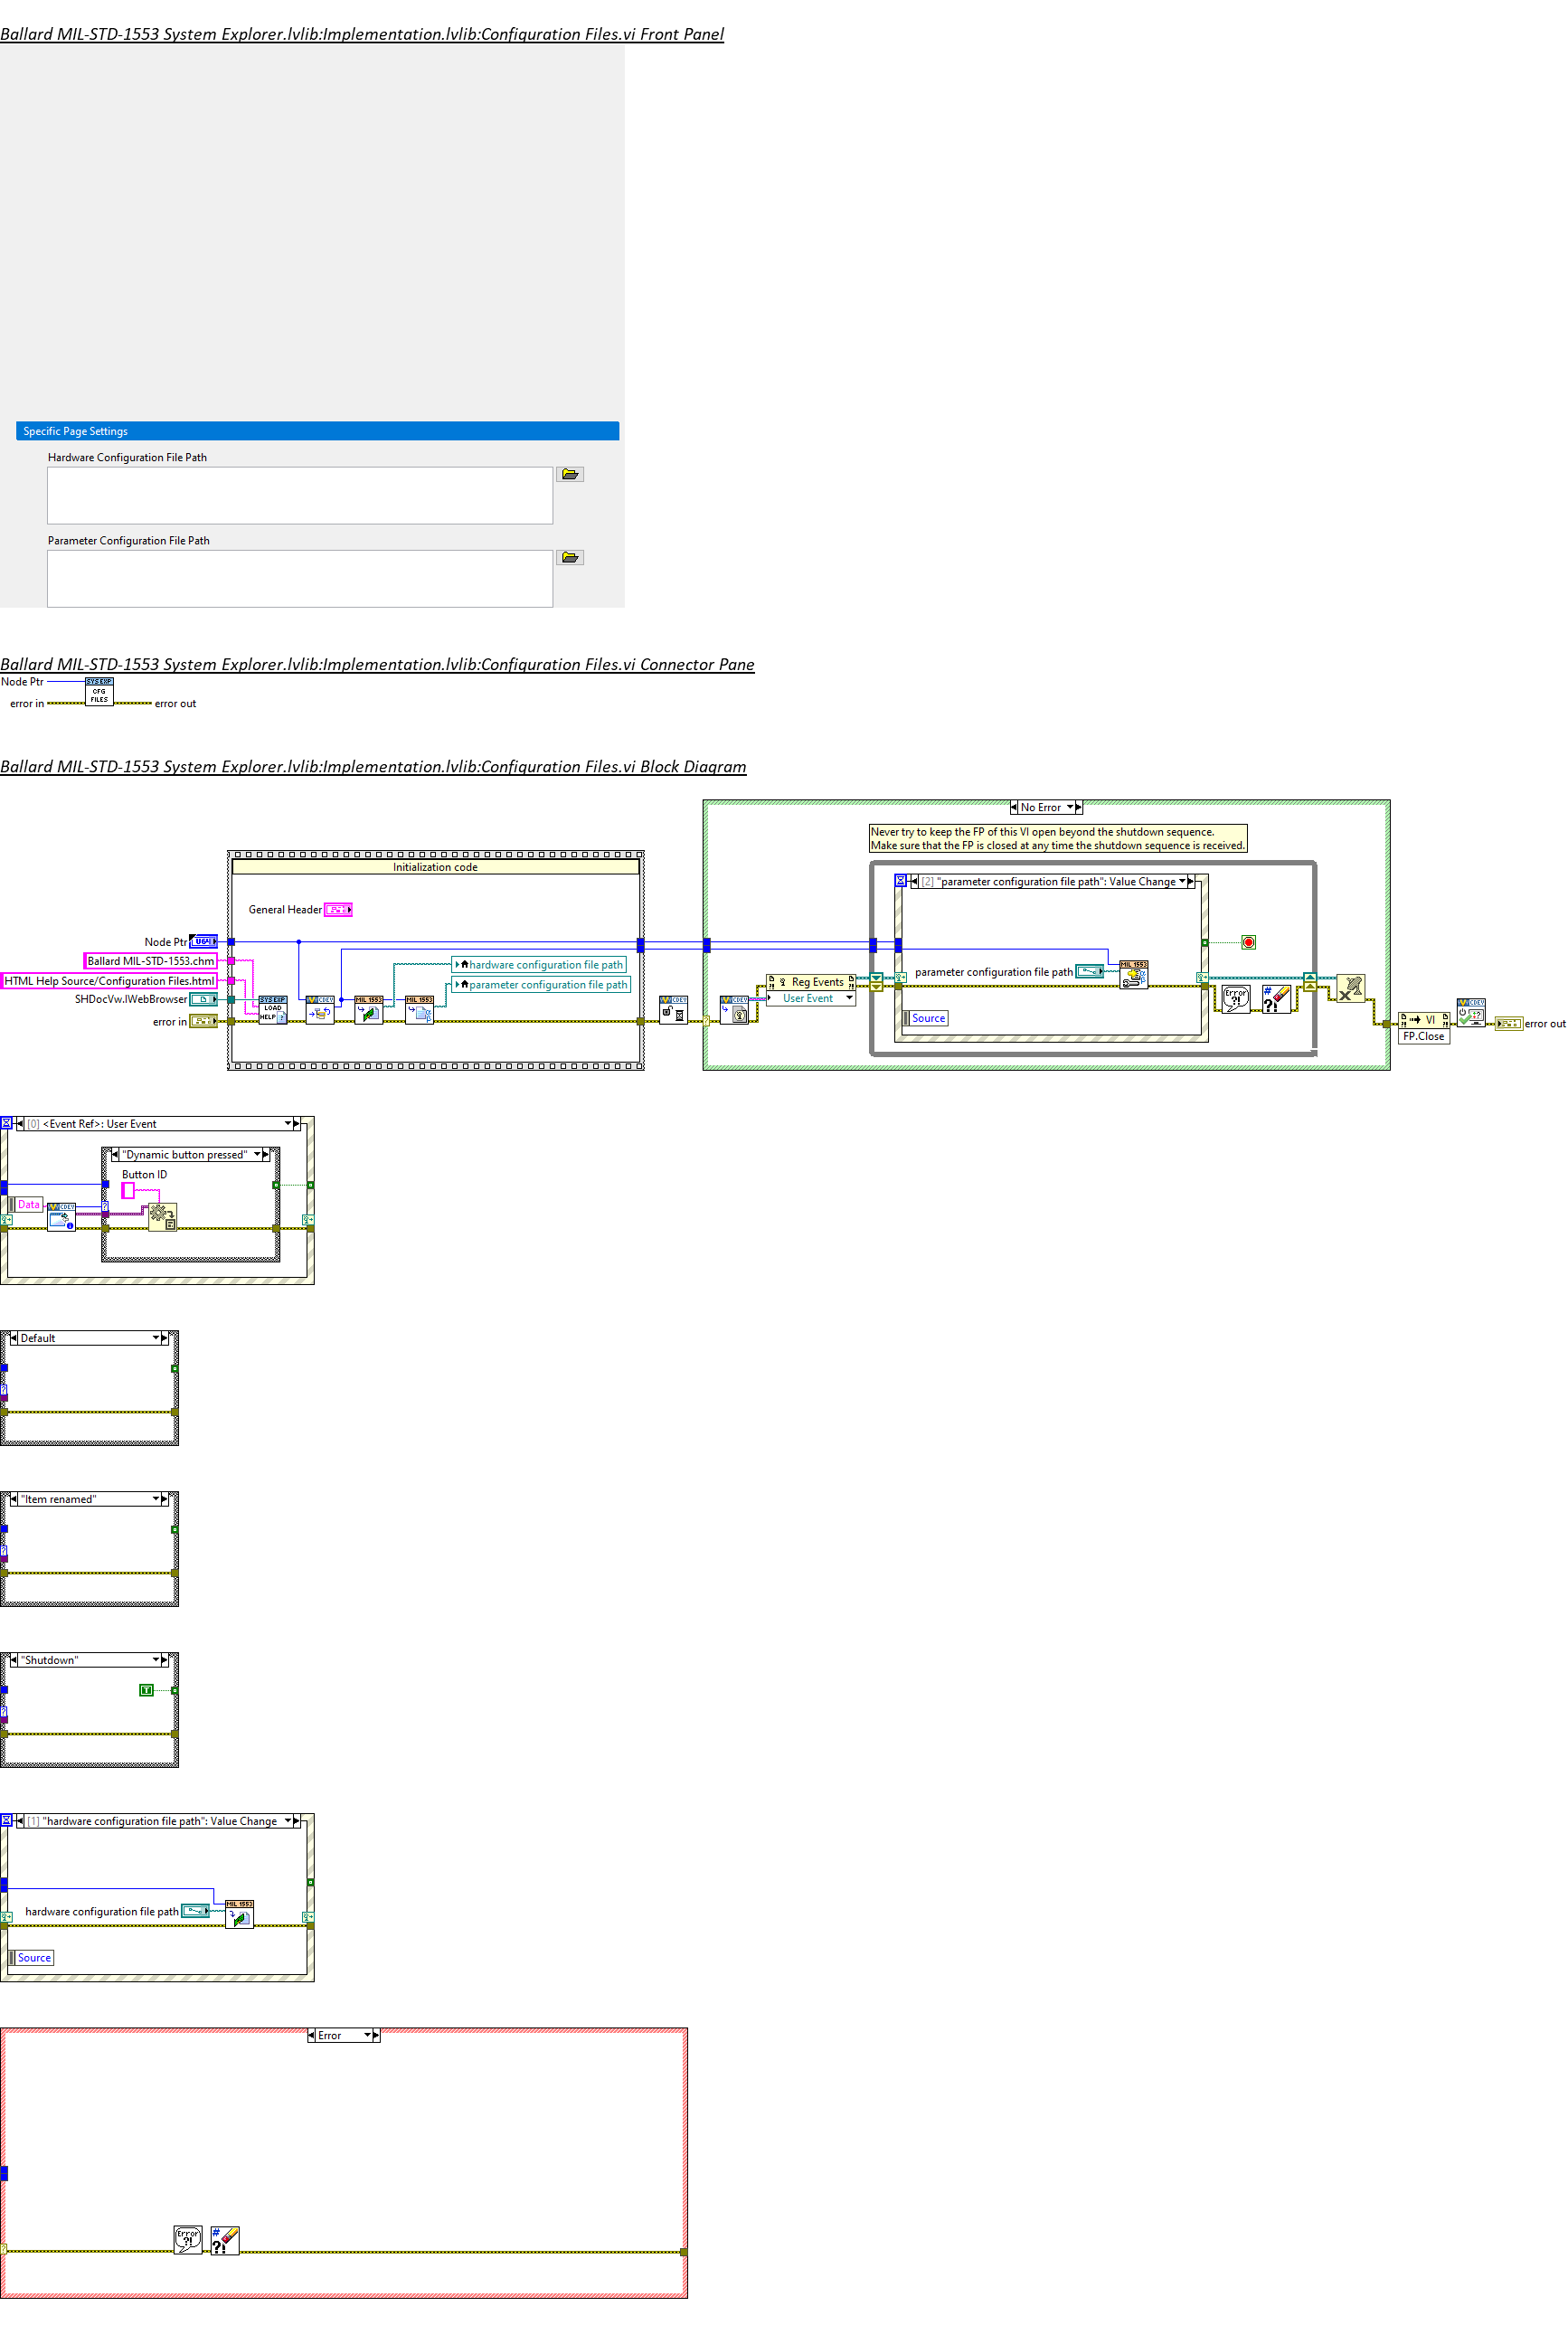 Ballard MIL-STD-1553 System Explorer.lvlib:Implementation.lvlib:Configuration Files.vi Front Panel
Specific Page Settings
Hardware Configuration File Path
Parameter Configuration File Path
Ballard MIL-STD-1553 System Explorer.lvlib:Implementation.lvlib:Configuration Files.vi Connector Pane
Node Ptr
SYS EXP
CFG
FILES
error in
error out
Ballard MIL-STD-1553 System Explorer.lvlib:Implementation.lvlib:Configuration Files.vi Block Diagram
No Error
Never try to keep the FP of this VI open beyond the shutdown sequence.
Make sure that the FP is closed at any time the shutdown sequence is received.
Initialization code
[2] "parameter configuration file path": Value Change
General Header
Node Ptr
U64
Ballard MIL-STD-1553.chm
hardware configuration file path
parameter configuration file path
HTML Help Source/Configuration Files.html
parameter configuration file path
MIL 1553
Reg Events
User Event
SHDocVw.IWebBrowser
SYS EXP
LOAD
HELP
CDEV
MIL 1553
MIL 1553
CDEV
CDEV
Error
?!
#
?!
error in
Source
VI
FP.Close
CDEV
error out
[0] <Event Ref>: User Event
"Dynamic button pressed"
Button ID
Data
CDEV
Default
"Item renamed"
"Shutdown"
T
[1] "hardware configuration file path": Value Change
hardware configuration file path
MIL 1553
Source
Error
Error
?!
#
?!